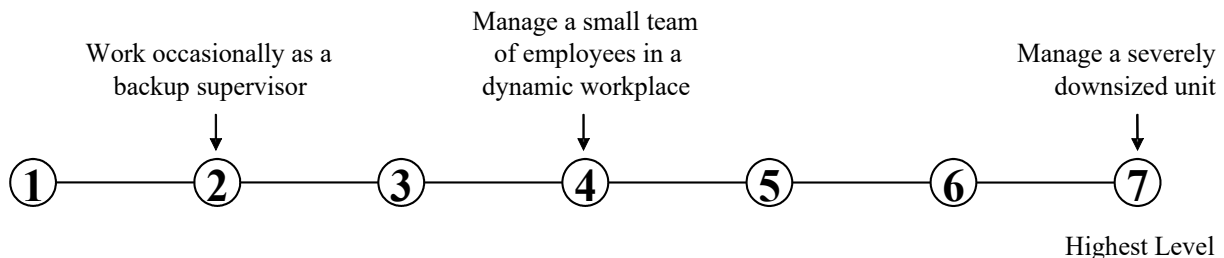 Work occasionally as a
backup supervisor
Manage a small team
of employees in a
dynamic workplace
Manage a severely
downsized unit
1 2 3 4 5 6 7
Highest Level